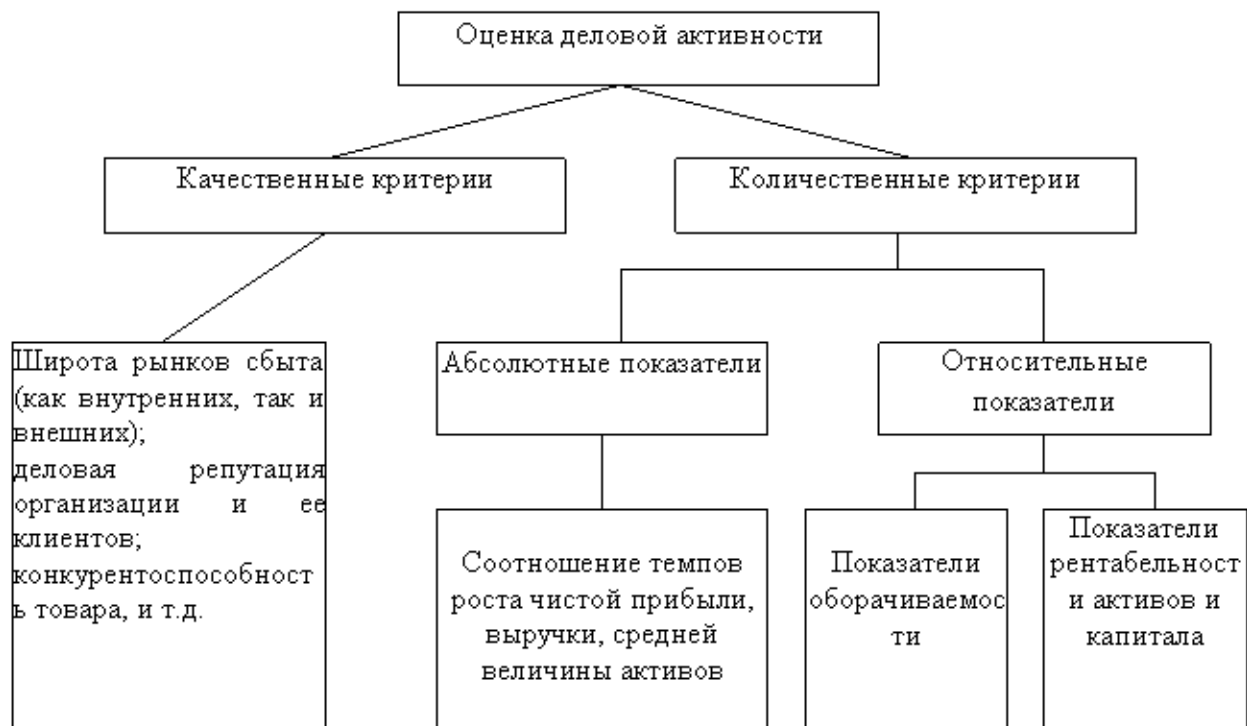 Оценка деловой активности
Качественные критерии
Количественные критерии
Широта рынков сбыта
(как внутренних, так и
внешних);
деловая репутация
организации и ее
клиентов;
конкурентоспособност
ь товара, и т.д.
Абсолютные показатели
Относительные
показатели
Соотношение темпов
роста чистой прибыли,
выручки, средней
величины активов
Показатели
оборачиваемос
ти
Показатели
рентабельност
и активов и
капитала